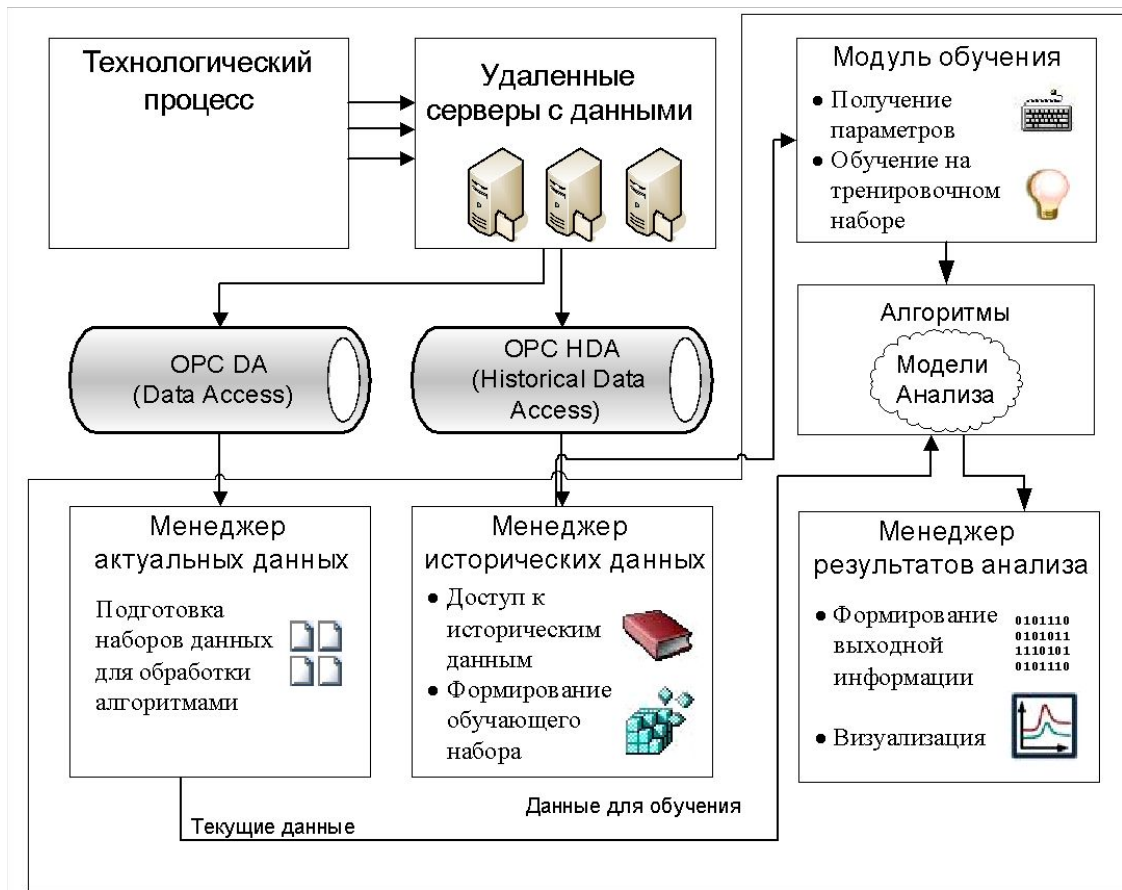 Технологический
процесс
Удаленные
серверы с данными
Модуль обучения
● Получение
параметров
● Обучение на
тренировочном
наборе
OPC DA
(Data Access)
OPC HDA
(Historical Data
Access)
Алгоритмы
Модели
Анализа
Менеджер
актуальных данных
Подготовка
наборов данных
для обработки
алгоритмами
Менеджер
исторических данных
● Доступ к
историческим
данным
● Формирование
обучающего
набора
Менеджер
результатов анализа
● Формирование
выходной
информации
0101110
0101011
1110101
0101110
● Визуализация
Данные для обучения
Текущие данные